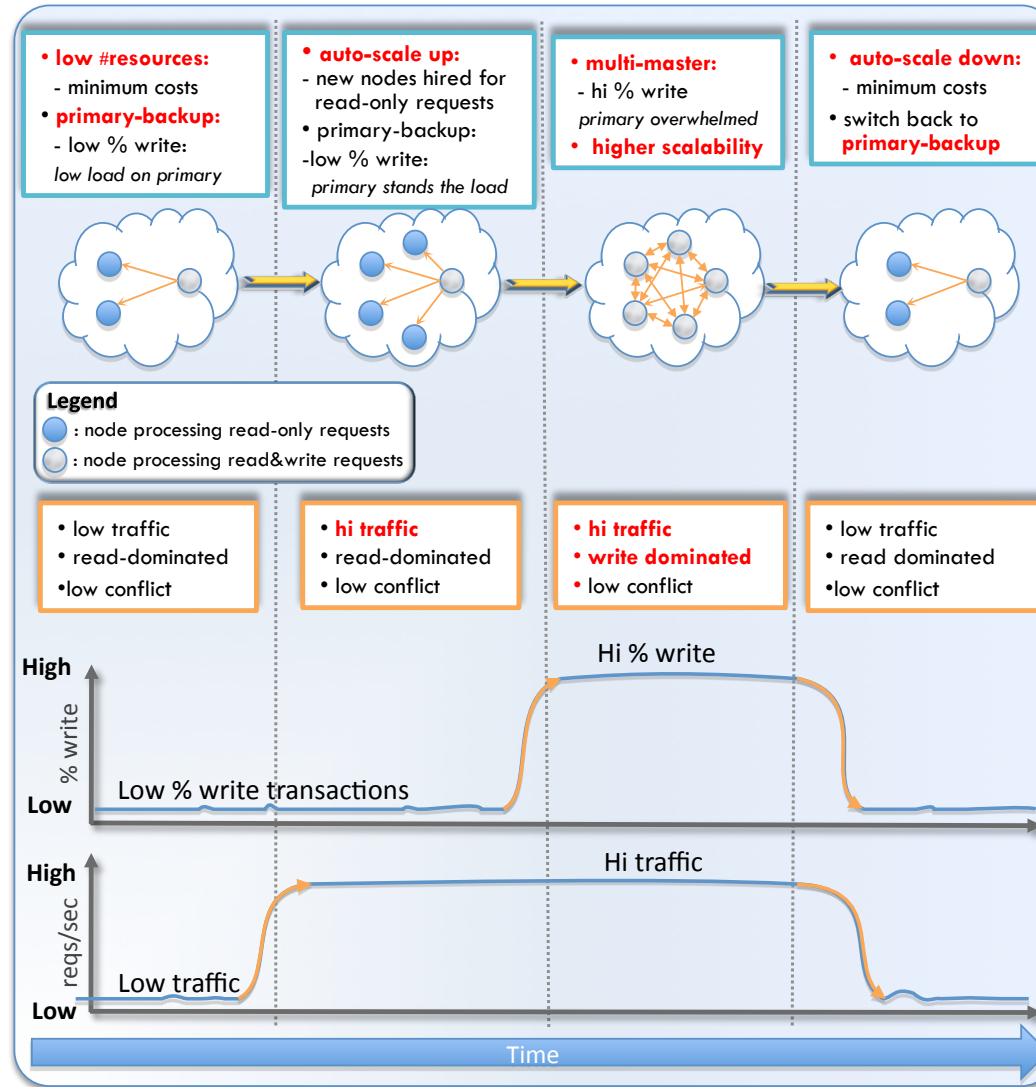 • low #resources:
- minimum costs
• primary-backup:
- low % write:
low load on primary
• auto-scale up:
- new nodes hired for
read-only requests
• primary-backup:
-low % write:
primary stands the load
• multi-master:
- hi % write
primary overwhelmed
• higher scalability
• auto-scale down:
- minimum costs
• switch back to
primary-backup
Legend
: node processing read-only requests
: node processing read&write requests
• low traffic
• read-dominated
•low conflict
• hi traffic
• read-dominated
• low conflict
• hi traffic
• write dominated
• low conflict
• low traffic
• read dominated
•low conflict
High
% write
Low
Low % write transactions
Hi % write
High
reqs/sec
Low
Low traffic
Hi traffic
Time